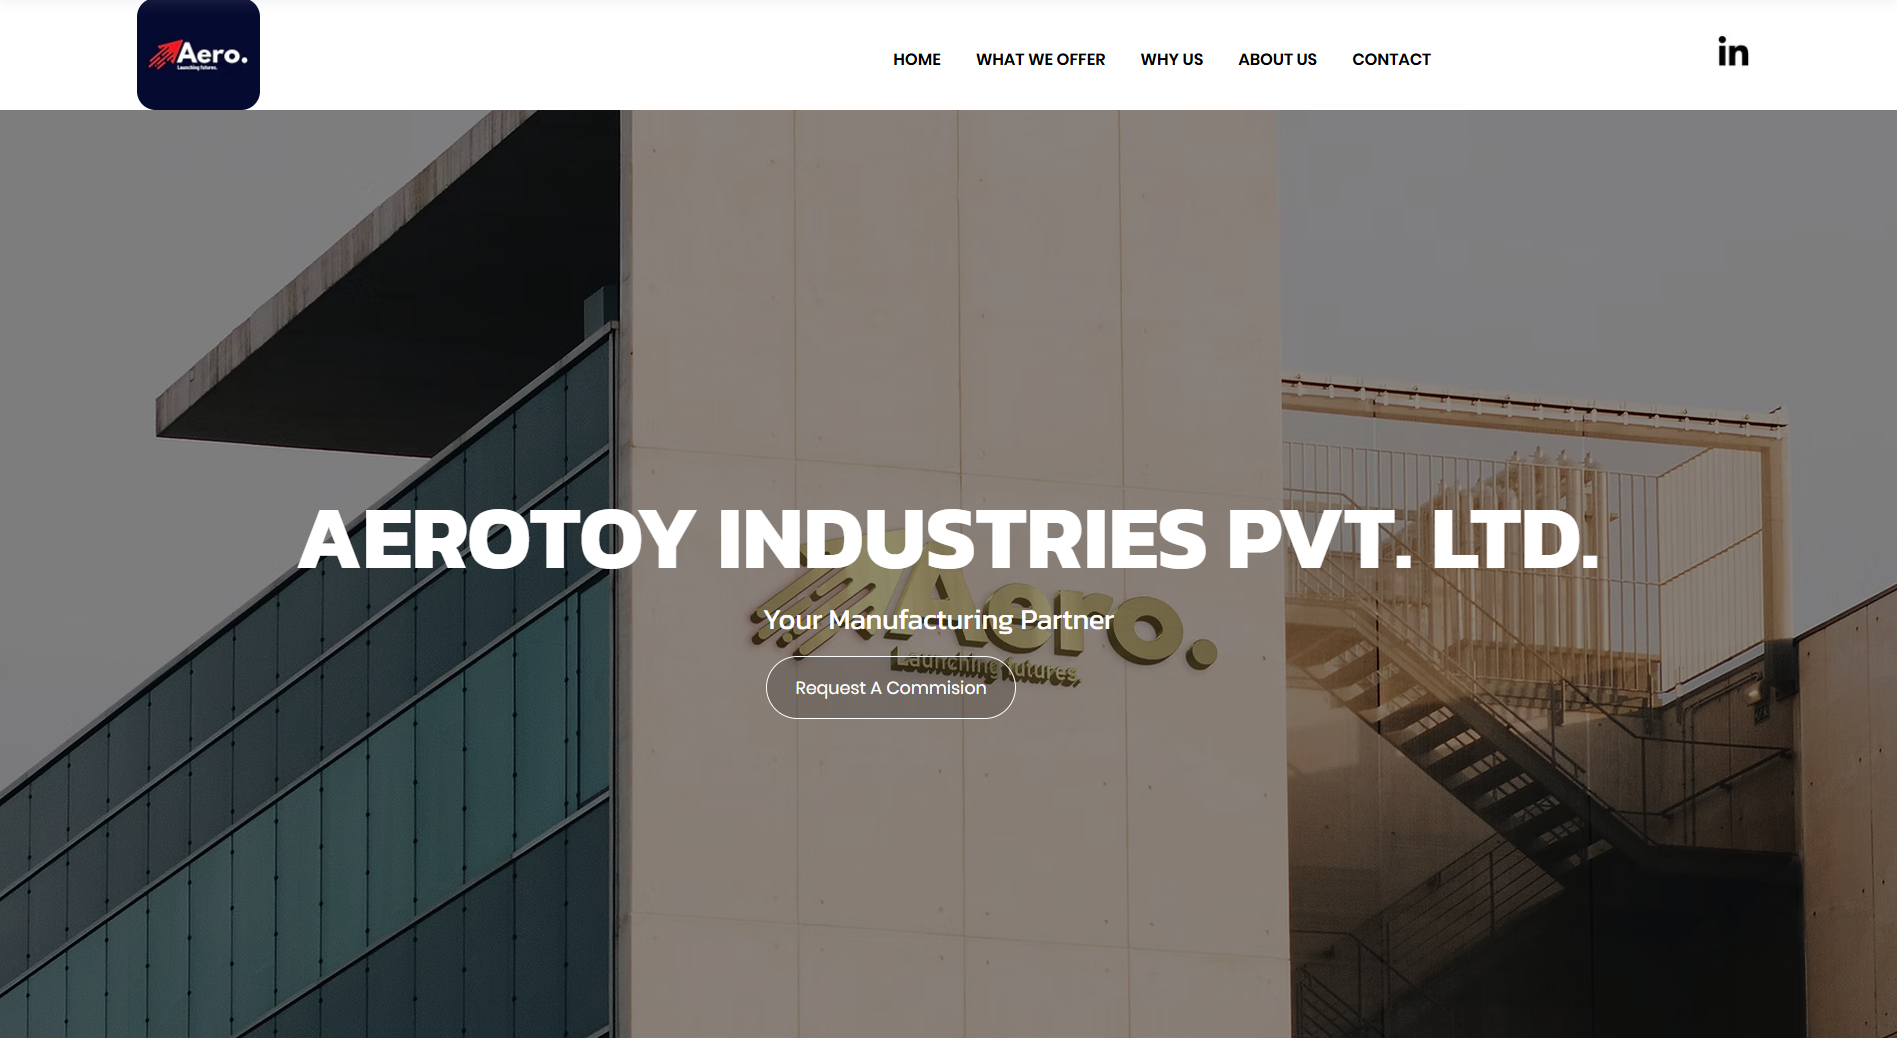 Aero.
Launching futures.
HOME WHAT WE OFFER WHY US ABOUT US CONTACT
in
AEROTOY INDUSTRIES PVT. LTD.
Aero.
Your Manufacturing Partner
Launching futures.
Request A Commision